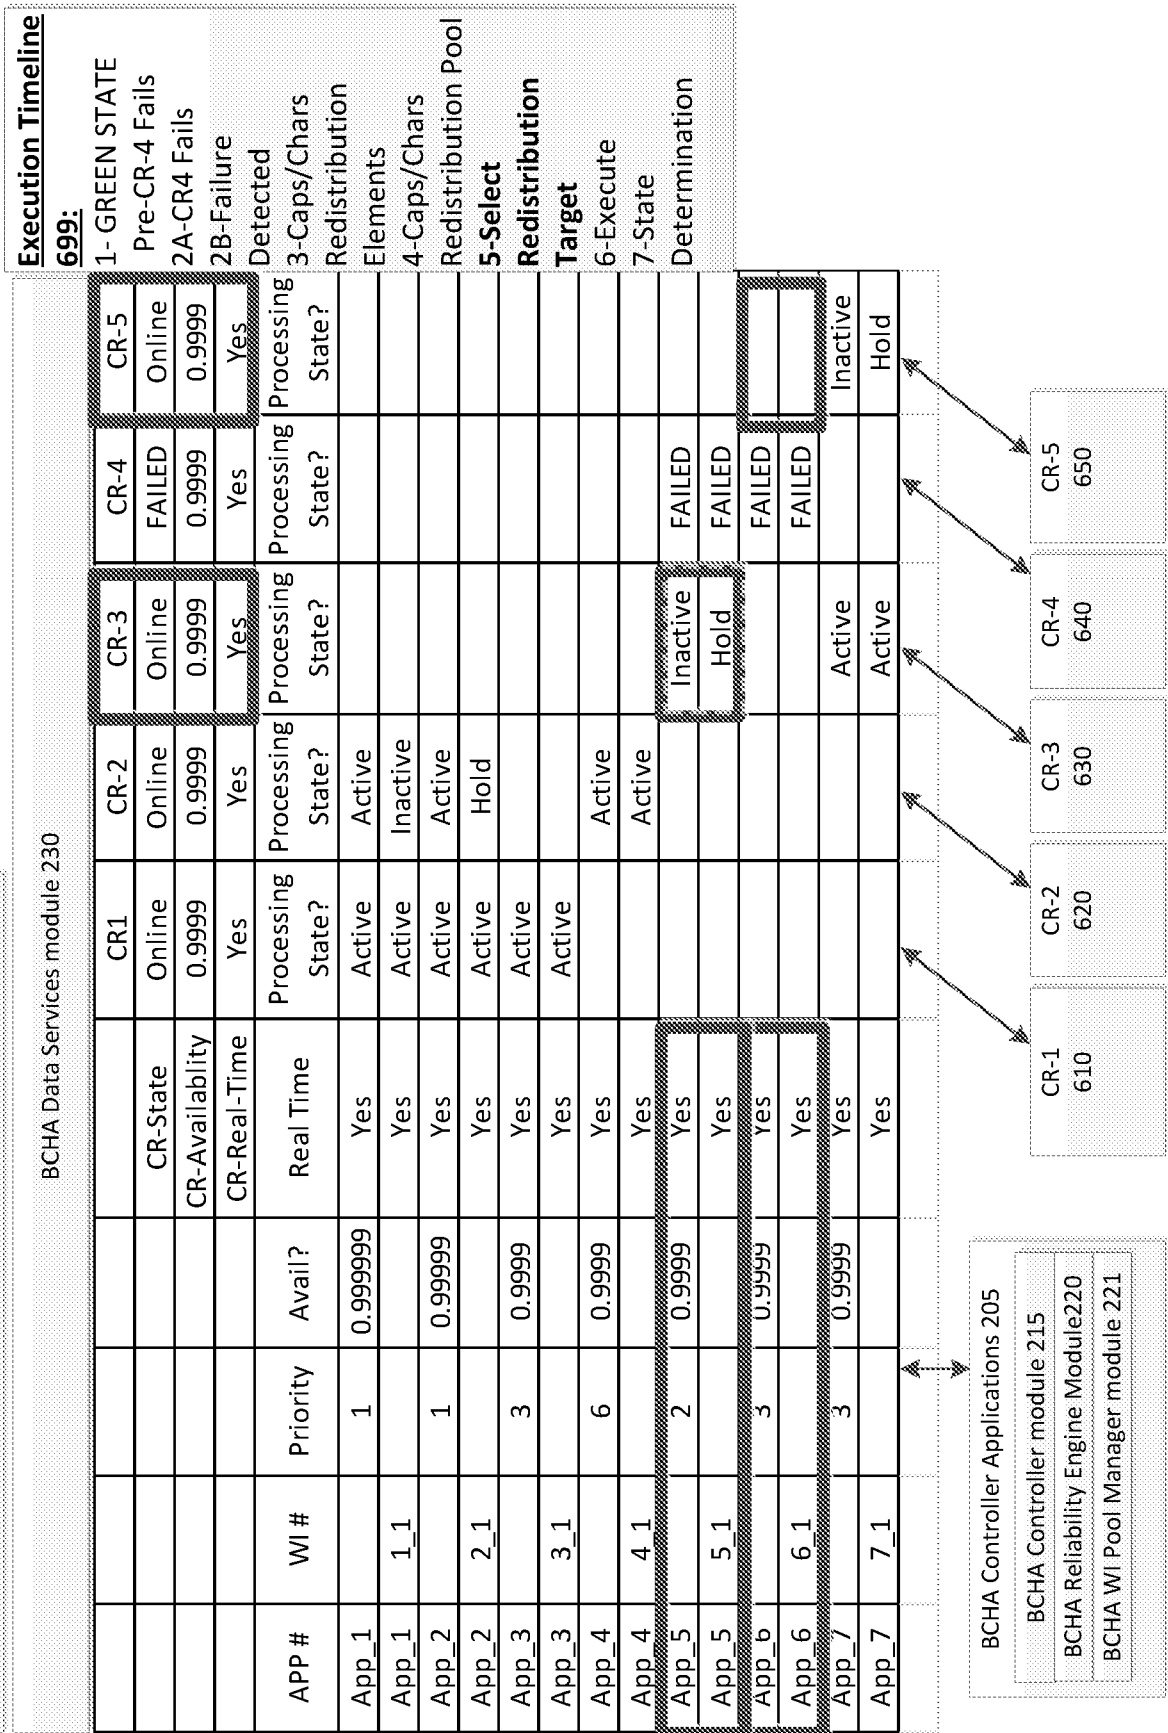 BCHA Data Services module 230
CR1 CR-2 CR-3 CR-4 CR-5
CR-State Online Online Online FAILED Online
CR-Availablity 0.9999 0.9999 0.9999 0.9999 0.9999
CR-Real-Time Yes Yes Yes Yes Yes
APP # WI # Priority Avail? Real Time Processing State? Processing State? Processing State? Processing State? Processing State?
App_1 1 0.999999 Yes Active Active
App_1 1_1 Yes Active Inactive
App_2 1 0.99999 Yes Active Active
App_2 2_1 Yes Active Hold
App_3 3 0.9999 Yes Active
App_3 3_1 Yes Active
App_4 6 0.9999 Yes Active
App_4 4_1 Yes Active
App_5 2 0.9999 Yes Inactive FAILED
App_5 5_1 Yes Hold FAILED
App_6 3 0.9999 Yes FAILED
App_6 6_1 Yes FAILED
App_7 3 0.9999 Yes Active Inactive
App_7 7_1 Yes Active Hold
Execution Timeline
699:
1- GREEN STATE
Pre-CR-4 Fails
2A-CR4 Fails
2B-Failure
Detected
3-Caps/Chars
Redistribution
Elements
4-Caps/Chars
Redistribution Pool
5-Select
Redistribution
Target
6-Execute
7-State
Determination
BCHA Controller Applications 205
BCHA Controller module 215
BCHA Reliability Engine Module220
BCHA WI Pool Manager module 221
CR-1
610
CR-2
620
CR-3
630
CR-4
640
CR-5
650